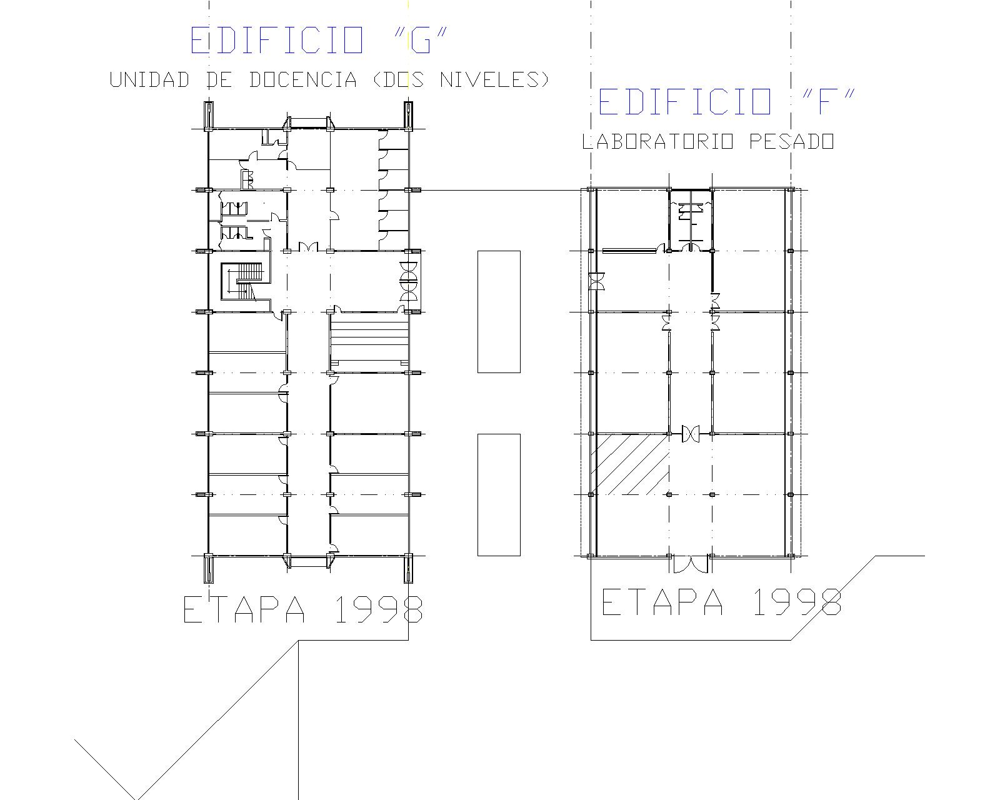 EDIFICIO "G"
UNIDAD DE DOCENCIA (DOS NIVELES)
EDIFICIO "F"
LABORATORIO PESADO
ETAPA 1998
ETAPA 1998